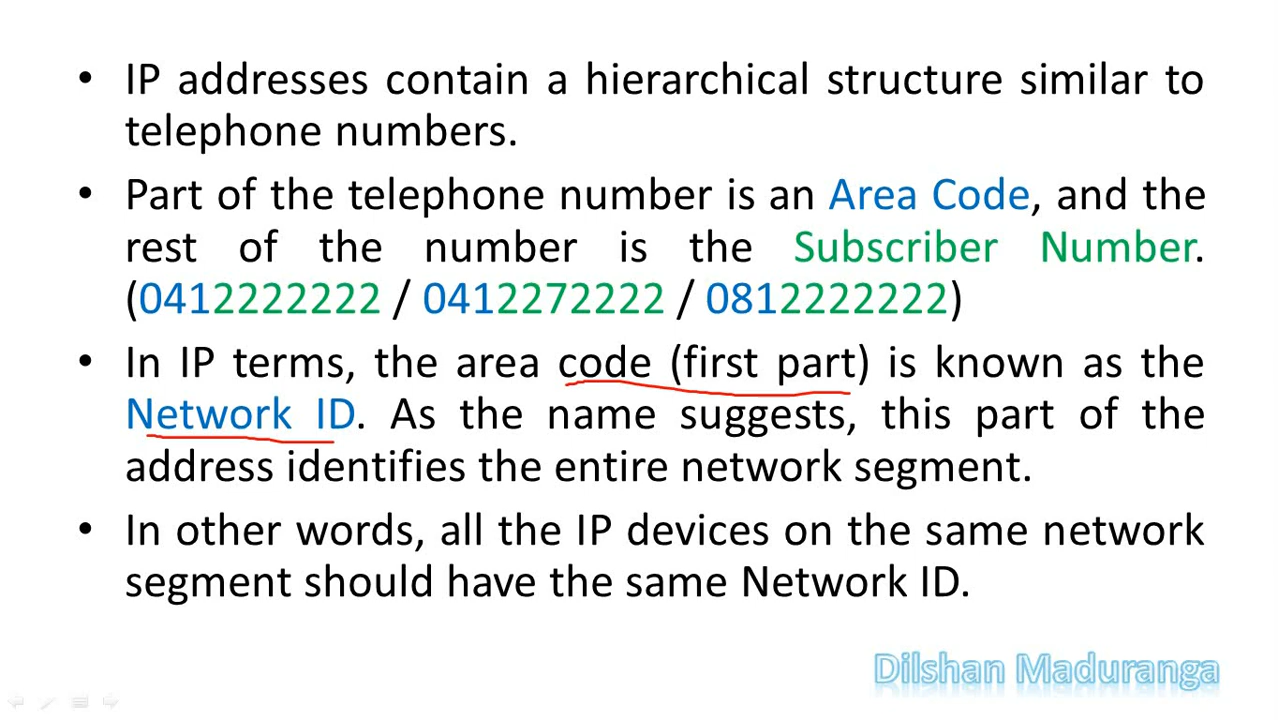 • IP addresses contain a hierarchical structure similar to
telephone numbers.
• Part of the telephone number is an Area Code, and the
rest of the number is the Subscriber Number.
(0412222222 / 0412272222 / 0812222222)
• In IP terms, the area code (first part) is known as the
Network ID. As the name suggests, this part of the
address identifies the entire network segment.
• In other words, all the IP devices on the same network
segment should have the same Network ID.
Dilshan Maduranga